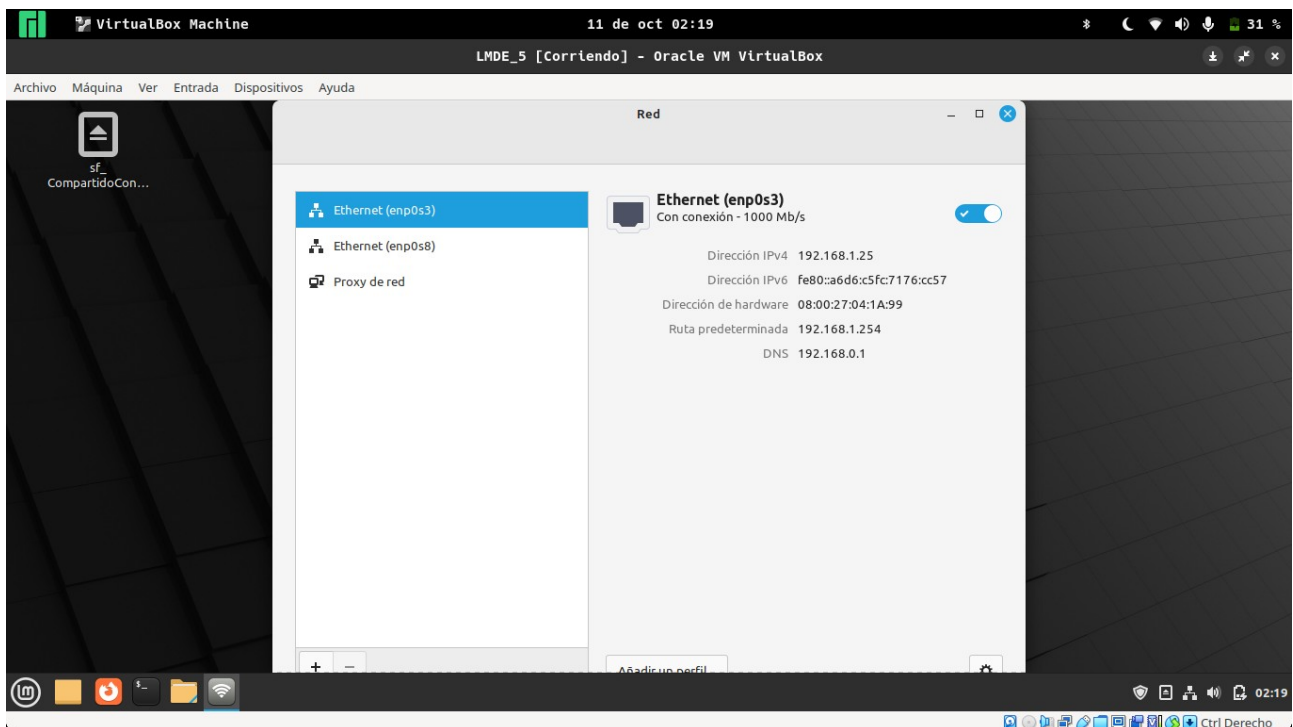 VirtualBox Machine
11 de oct 02:19
31 %
LMDE_5 [Corriendo] - Oracle VM VirtualBox
Archivo Máquina Ver Entrada Dispositivos Ayuda
Red
sf_
CompartidoCon...
Ethernet (enp0s3)
Ethernet (enp0s8)
Proxy de red
Ethernet (enp0s3)
Con conexión - 1000 Mb/s
Dirección IPv4 192.168.1.25
Dirección IPv6 fe80::a6d6:c5fc:7176:cc57
Dirección de hardware 08:00:27:04:1A:99
Ruta predeterminada 192.168.1.254
DNS 192.168.0.1
Añadir un perfil...
02:19
Ctrl Derecho